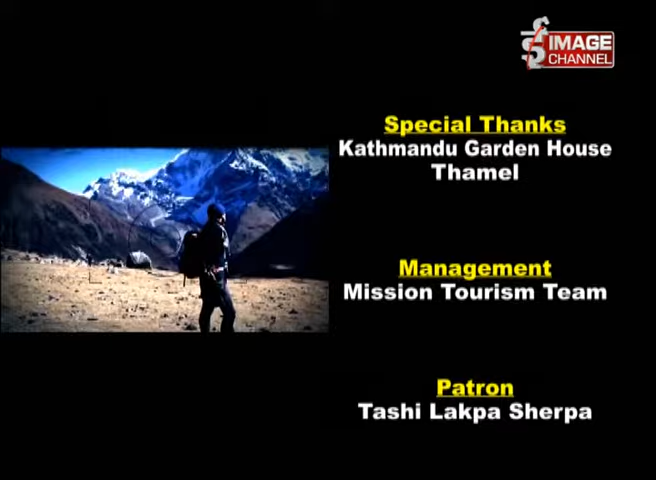 IMAGE
CHANNEL
Special Thanks
Kathmandu Garden House
Thamel
Management
Mission Tourism Team
Patron
Tashi Lakpa Sherpa